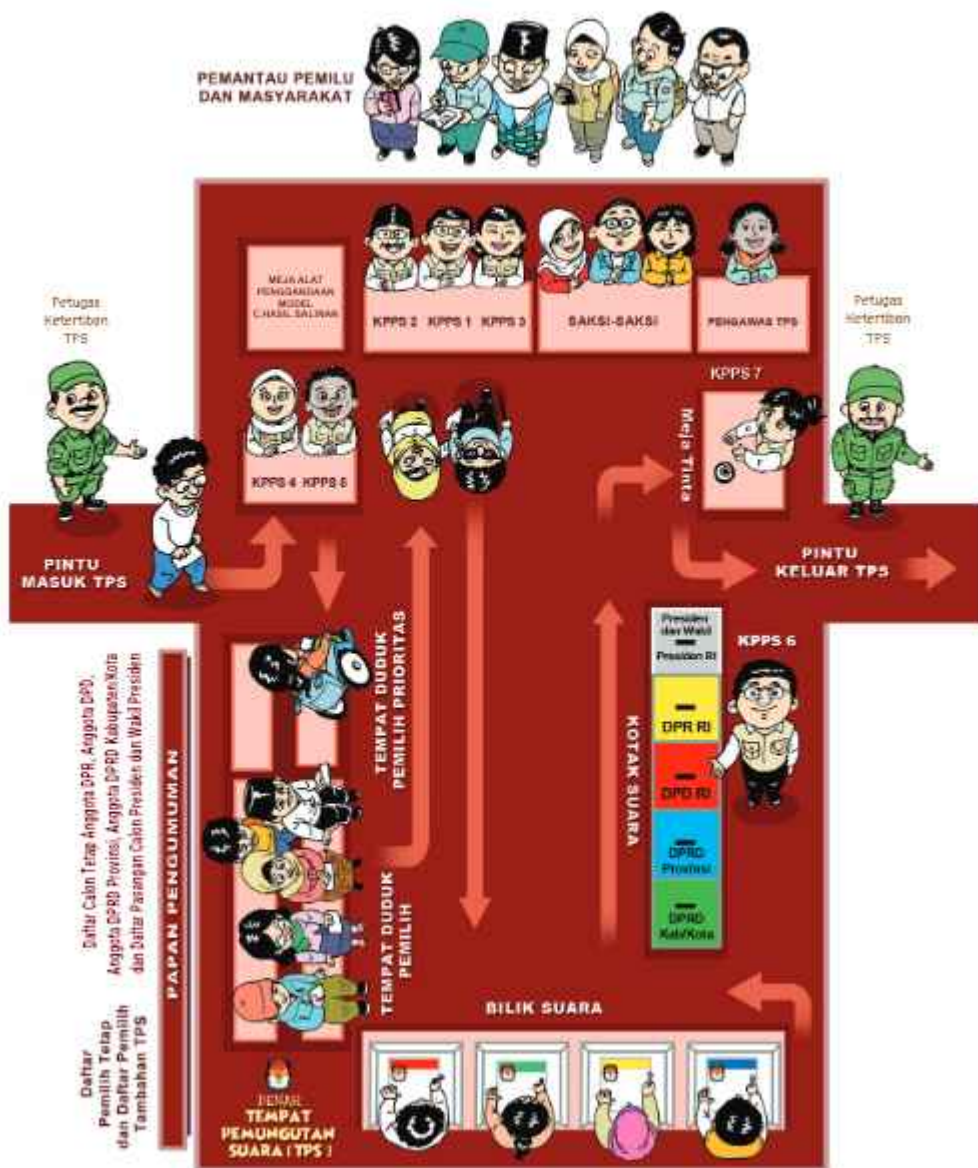 PEMANTAU PEMILU
DAN MASYARAKAT
MEJA ALAT
PENGGANDAAN
MODEL
C.HASIL SALINAN
KPPS 2
KPPS 1
KPPS 3
SAKSI-SAKSI
PENGAWAS TPS
Petugas
Ketertiban
TPS
Petugas
Ketertiban
TPS
KPPS 7
Meja Tinta
KPPS 4
KPPS 5
PINTU
MASUK TPS
PINTU
KELUAR TPS
TEMPAT DUDUK
PEMILIH PRIORITAS
KOTAK SUARA
Presiden
dan Wakil
Presiden RI
DPR RI
DPD RI
DPRD
Provinsi
DPRD
Kab/Kota
KPPS 6
Daftar Calon Tetap Anggota DPR, Anggota DPD,
Anggota DPRD Provinsi, Anggota DPRD Kabupaten/Kota
dan Daftar Pasangan Calon Presiden dan Wakil Presiden
PAPAN PENGUMUMAN
Daftar
Pemilih Tetap
dan Daftar Pemilih
Tambahan TPS
TEMPAT DUDUK
PEMILIH
BILIK SUARA
DENAH
TEMPAT
PEMUNGUTAN
SUARA (TPS)